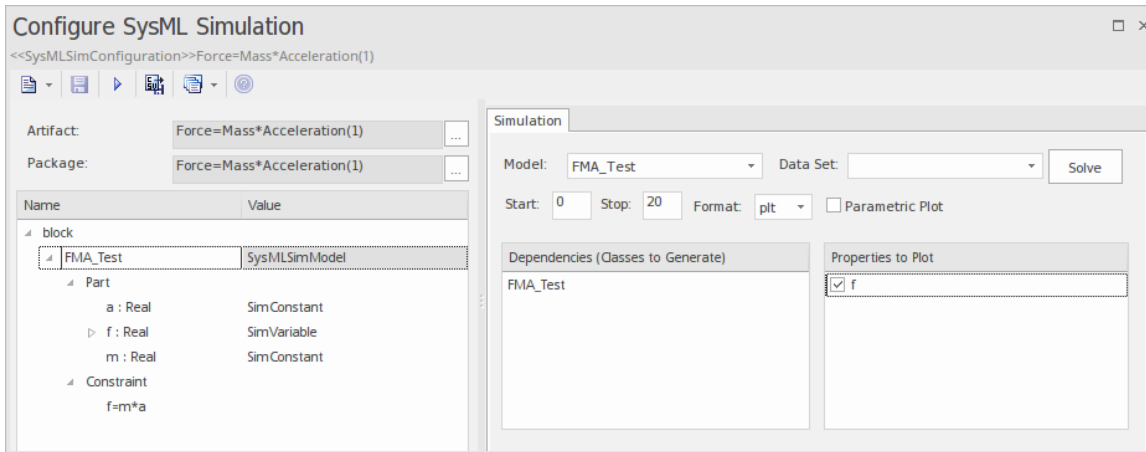 Configure SysML Simulation
<<SysMLSimConfiguration>>Force=Mass*Acceleration(1)
Artifact: Force=Mass*Acceleration(1) ...
Package: Force=Mass*Acceleration(1) ...
Name Value
block
FMA_Test SysMLSimModel
Part
a : Real SimConstant
f : Real SimVariable
m : Real SimConstant
Constraint
f=m*a
Simulation
Model: FMA_Test Data Set: Solve
Start: 0 Stop: 20 Format: plt Parametric Plot
Dependencies (Classes to Generate)
FMA_Test
Properties to Plot
f